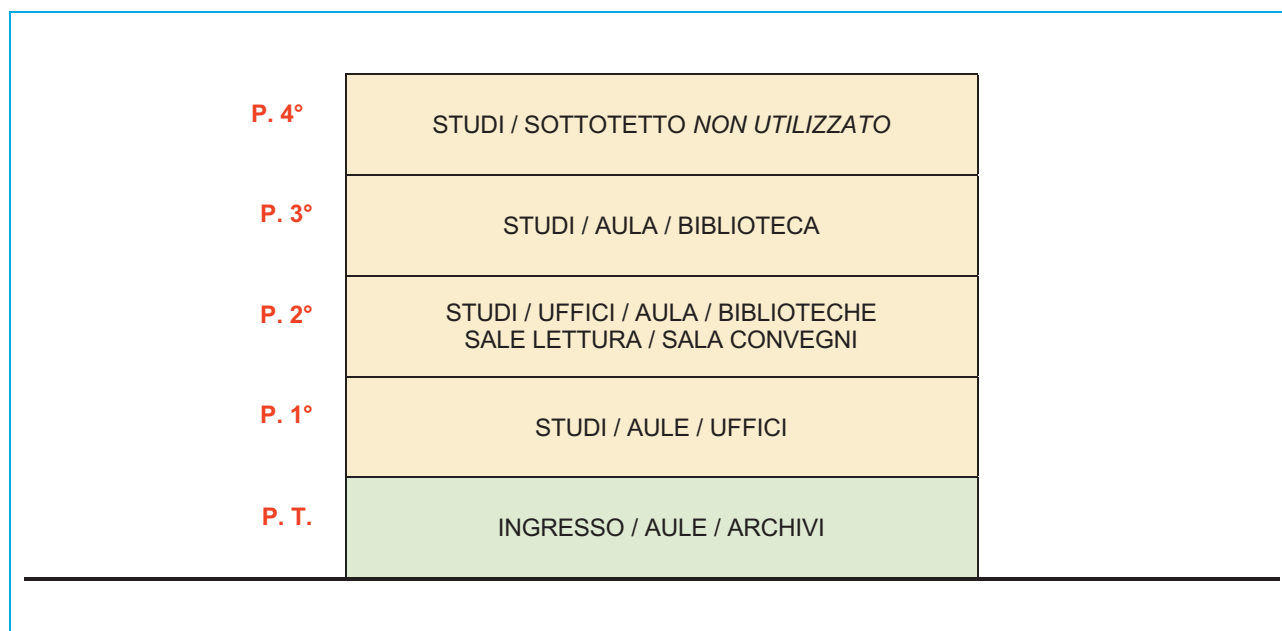 P. 4°
STUDI / SOTTOTETTO NON UTILIZZATO
P. 3°
STUDI / AULA / BIBLIOTECA
P. 2°
STUDI / UFFICI / AULA / BIBLIOTECHE
SALE LETTURA / SALA CONVEGNI
P. 1°
STUDI / AULE / UFFICI
P. T.
INGRESSO / AULE / ARCHIVI